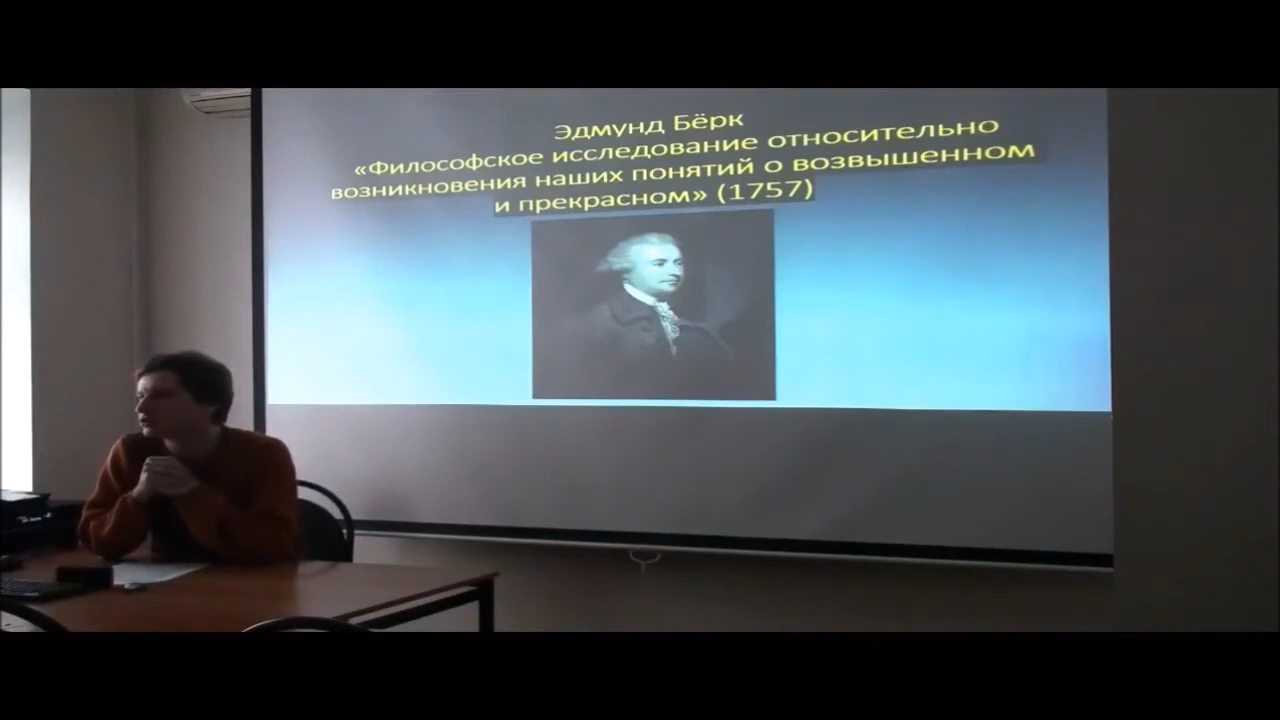 Эдмунд Бёрк
«Философское исследование относительно
возникновения наших понятий о возвышенном
и прекрасном» (1757)